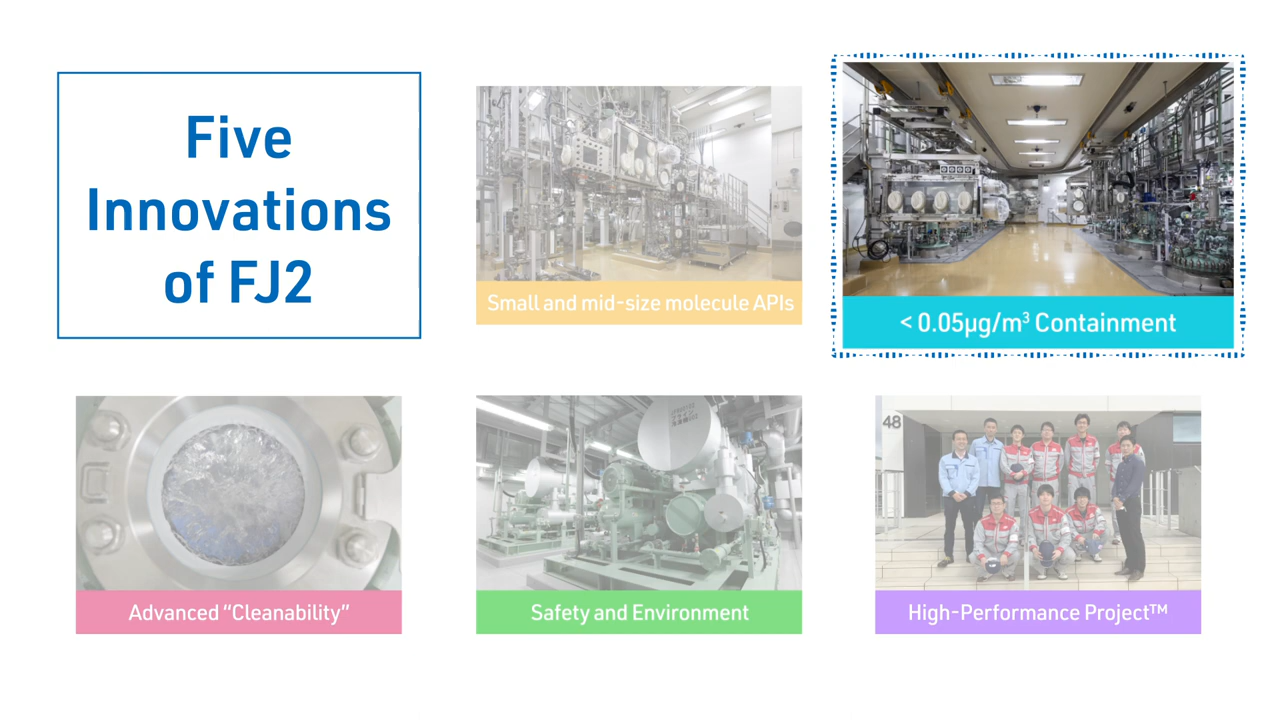 Five
Innovations
of FJ2
Small and mid-size molecule APIs
< 0.05µg/m³ Containment
Advanced “Cleanability”
Safety and Environment
48
High-Performance Project™